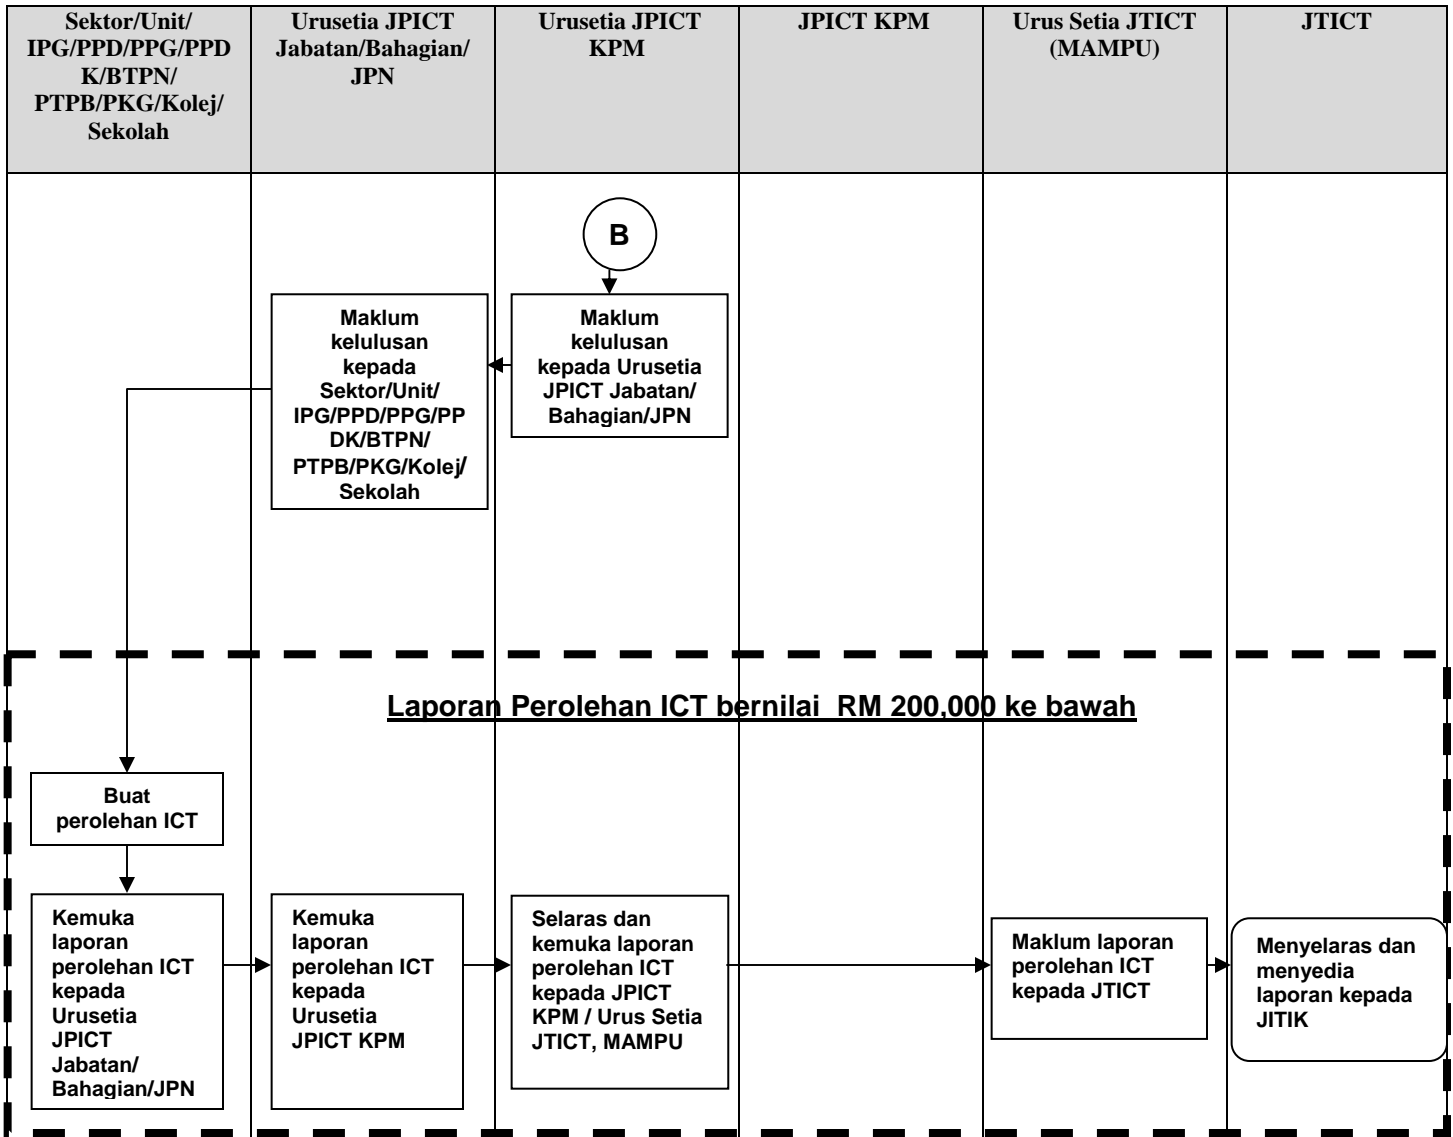 Sektor/Unit/
IPG/PPD/PPG/PPD
K/BTPN/
PTPB/PKG/Kolej/
Sekolah
Urusetia JPICT
Jabatan/Bahagian/
JPN
Urusetia JPICT
KPM
JPICT KPM
Urus Setia JTICT
(MAMPU)
JTICT
B
Maklum
kelulusan
kepada
Sektor/Unit/
IPG/PPD/PPG/PP
DK/BTPN/
PTPB/PKG/Kolej/
Sekolah
Maklum
kelulusan
kepada Urusetia
JPICT Jabatan/
Bahagian/JPN
Laporan Perolehan ICT bernilai  RM 200,000 ke bawah
Buat
perolehan ICT
Kemuka
laporan
perolehan ICT
kepada
Urusetia
JPICT
Jabatan/
Bahagian/JPN
Kemuka
laporan
perolehan ICT
kepada
Urusetia
JPICT KPM
Selaras dan
kemuka laporan
perolehan ICT
kepada JPICT
KPM / Urus Setia
JTICT, MAMPU
Maklum laporan
perolehan ICT
kepada JTICT
Menyelaras dan
menyedia
laporan kepada
JITIK